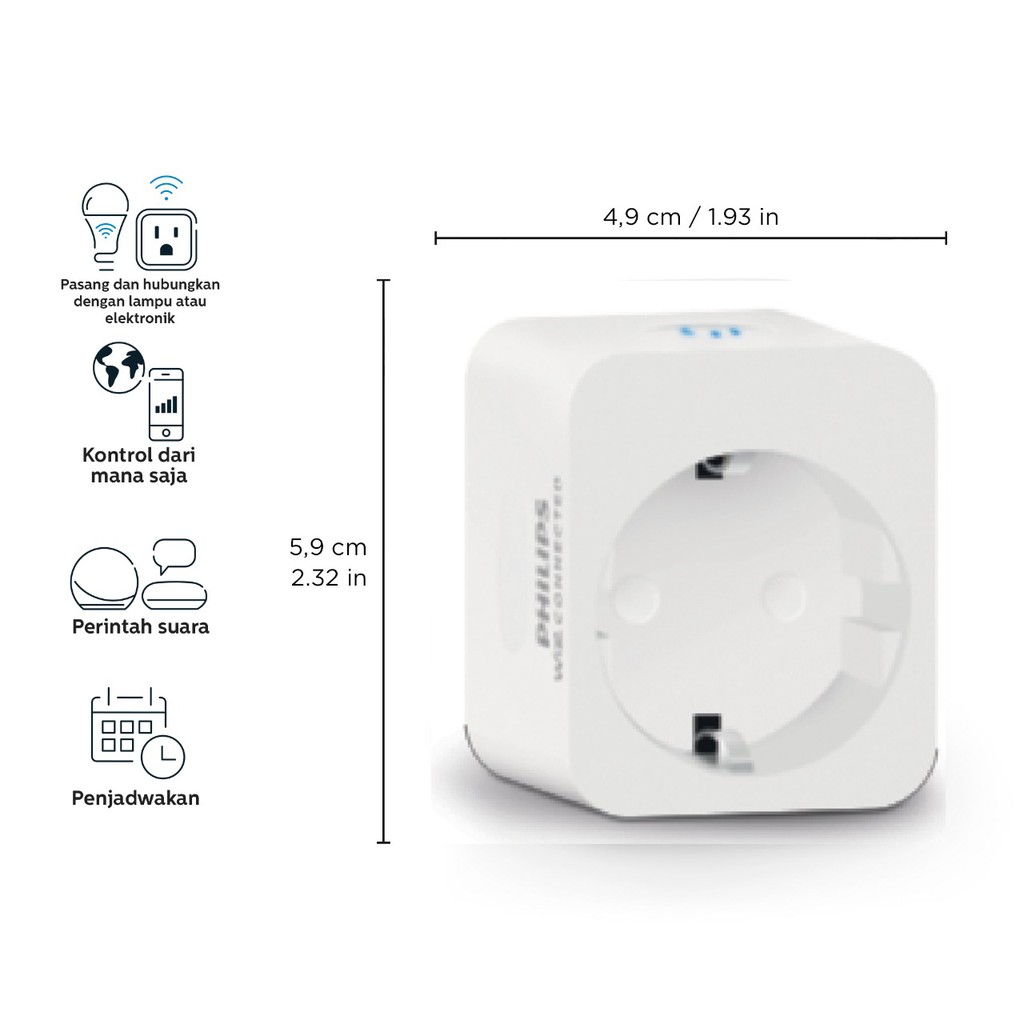 Pasang dan hubungkan
dengan lampu atau
elektronik
Kontrol dari
mana saja
Perintah suara
Penjadwakan
4,9 cm / 1.93 in
5,9 cm
2.32 in
PHILIPS
WiZ CONNECTED